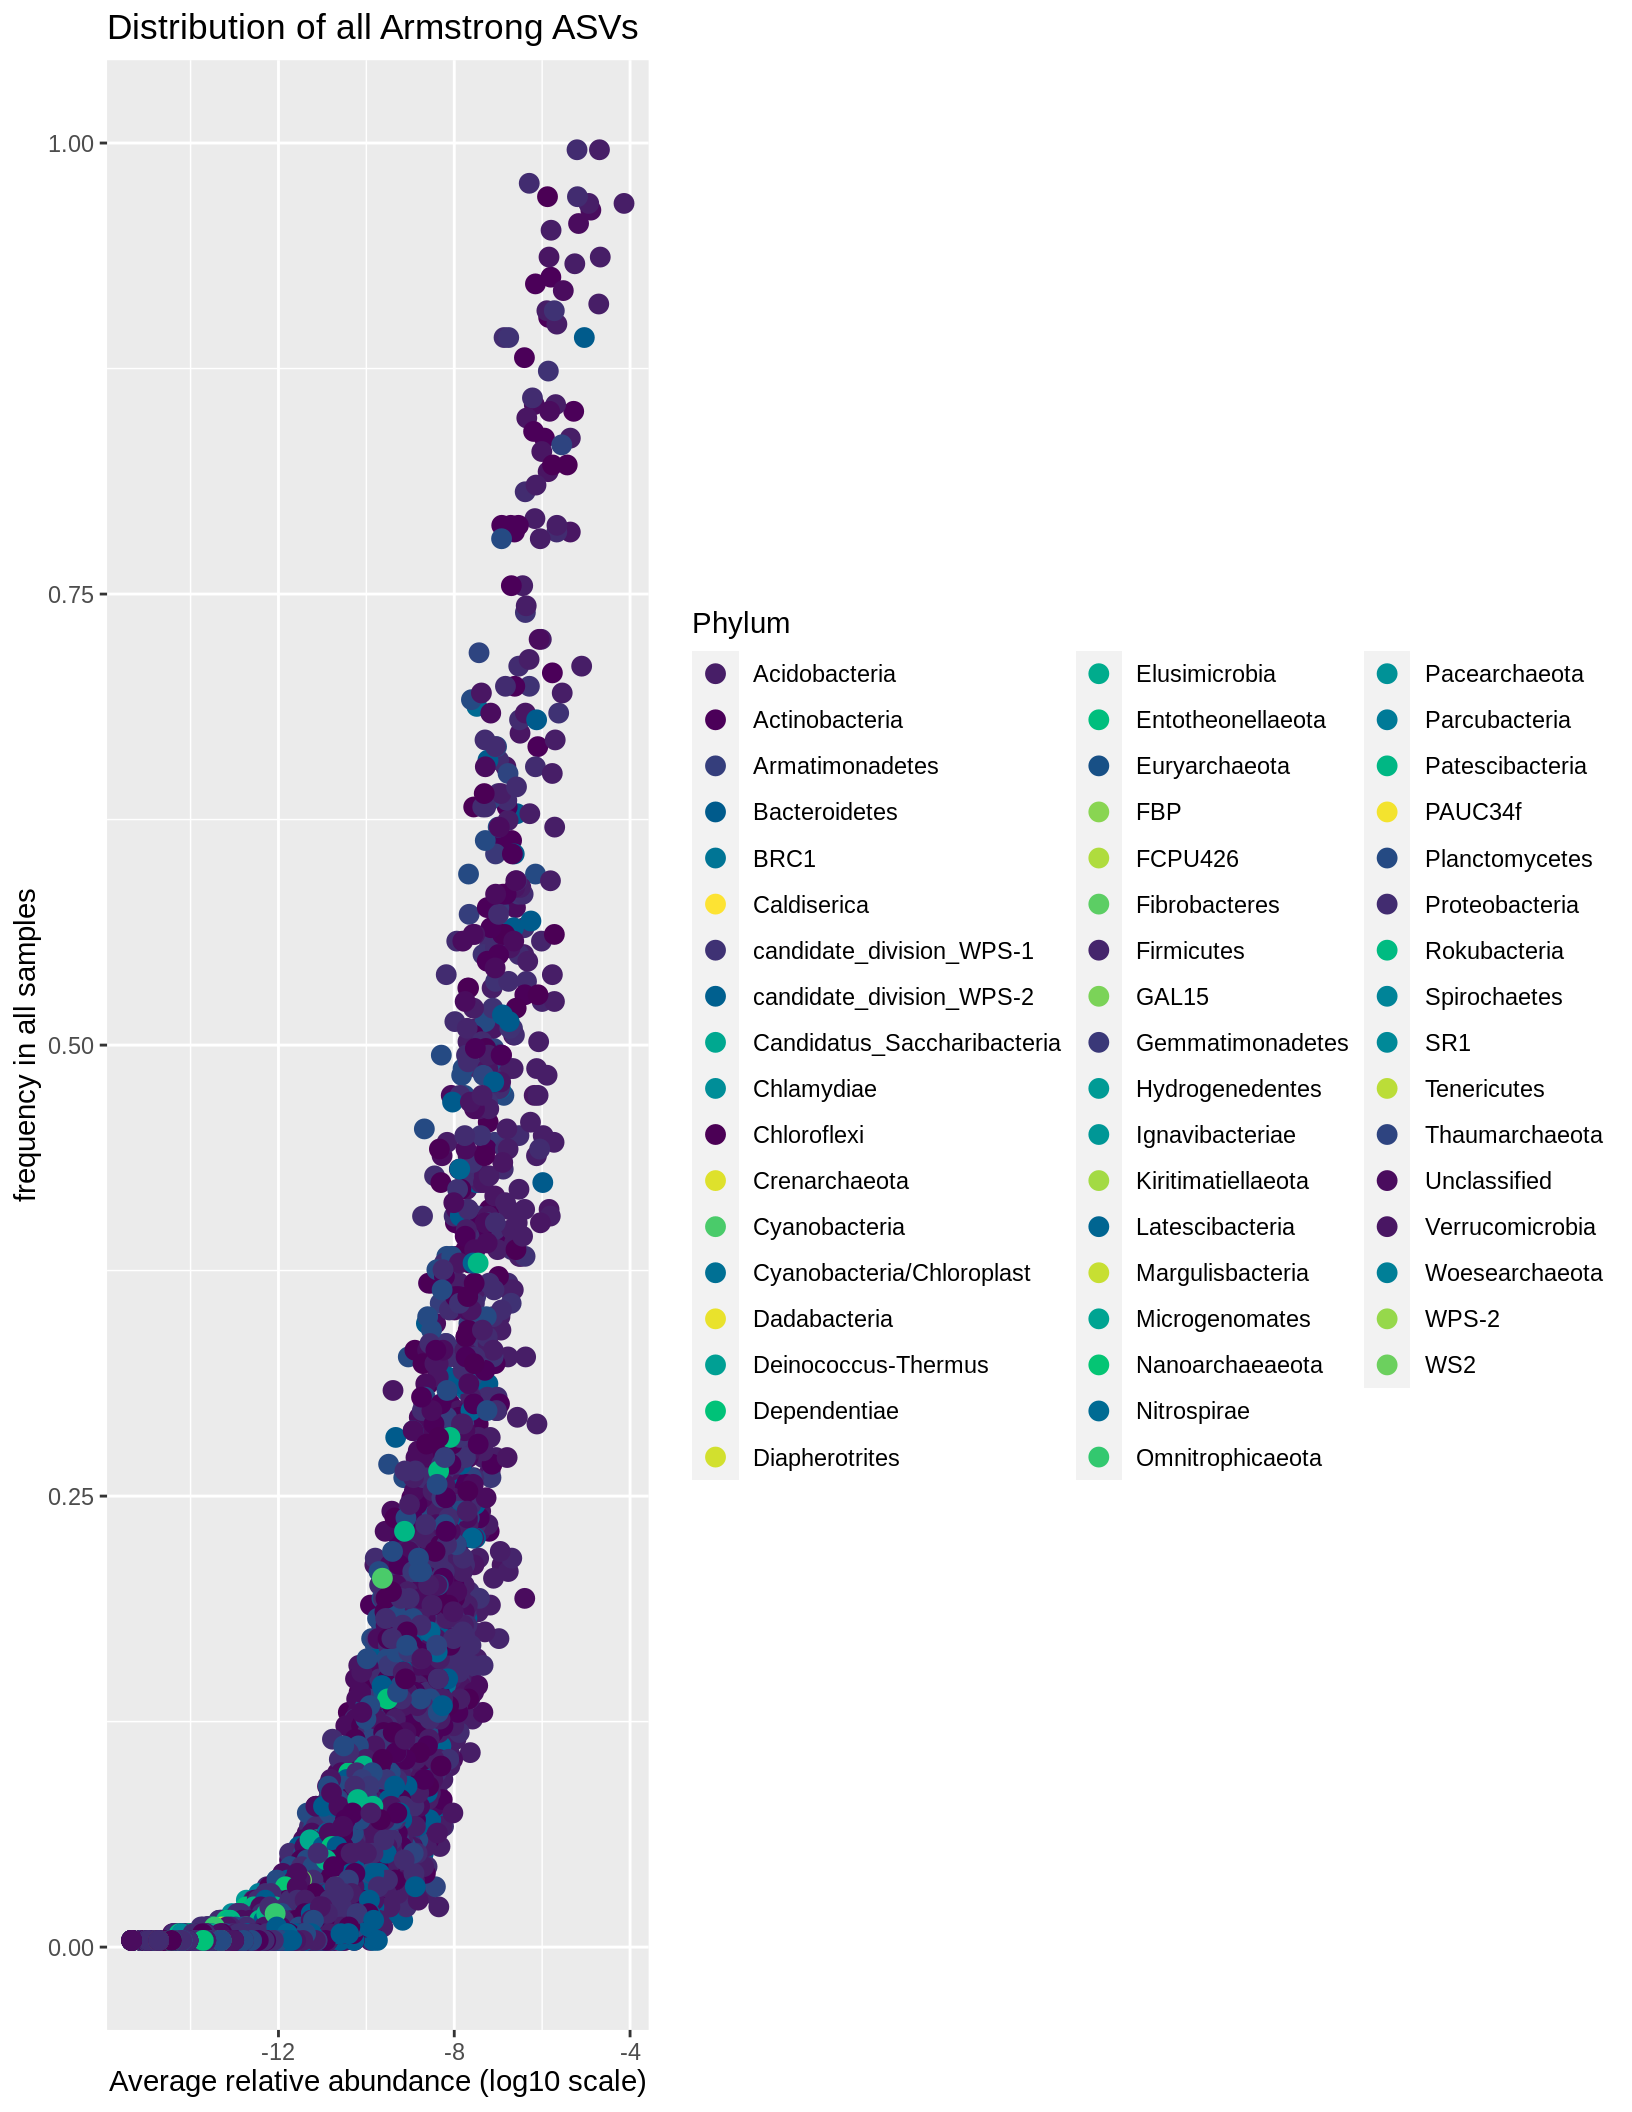 Distribution of all Armstrong ASVs
1.00
0.75
0.50
0.25
0.00
frequency in all samples
-12
-8
-4
Average relative abundance (log10 scale)
Phylum
Acidobacteria
Actinobacteria
Armatimonadetes
Bacteroidetes
BRC1
Caldiserica
candidate_division_WPS-1
candidate_division_WPS-2
Candidatus_Saccharibacteria
Chlamydiae
Chloroflexi
Crenarchaeota
Cyanobacteria
Cyanobacteria/Chloroplast
Dadabacteria
Deinococcus-Thermus
Dependentiae
Diapherotrites
Elusimicrobia
Entotheonellaeota
Euryarchaeota
FBP
FCPU426
Fibrobacteres
Firmicutes
GAL15
Gemmatimonadetes
Hydrogenedentes
Ignavibacteriae
Kiritimatiellaeota
Latescibacteria
Margulisbacteria
Microgenomates
Nanoarchaeaeota
Nitrospirae
Omnitrophicaeota
Pacearchaeota
Parcubacteria
Patescibacteria
PAUC34f
Planctomycetes
Proteobacteria
Rokubacteria
Spirochaetes
SR1
Tenericutes
Thaumarchaeota
Unclassified
Verrucomicrobia
Woesearchaeota
WPS-2
WS2